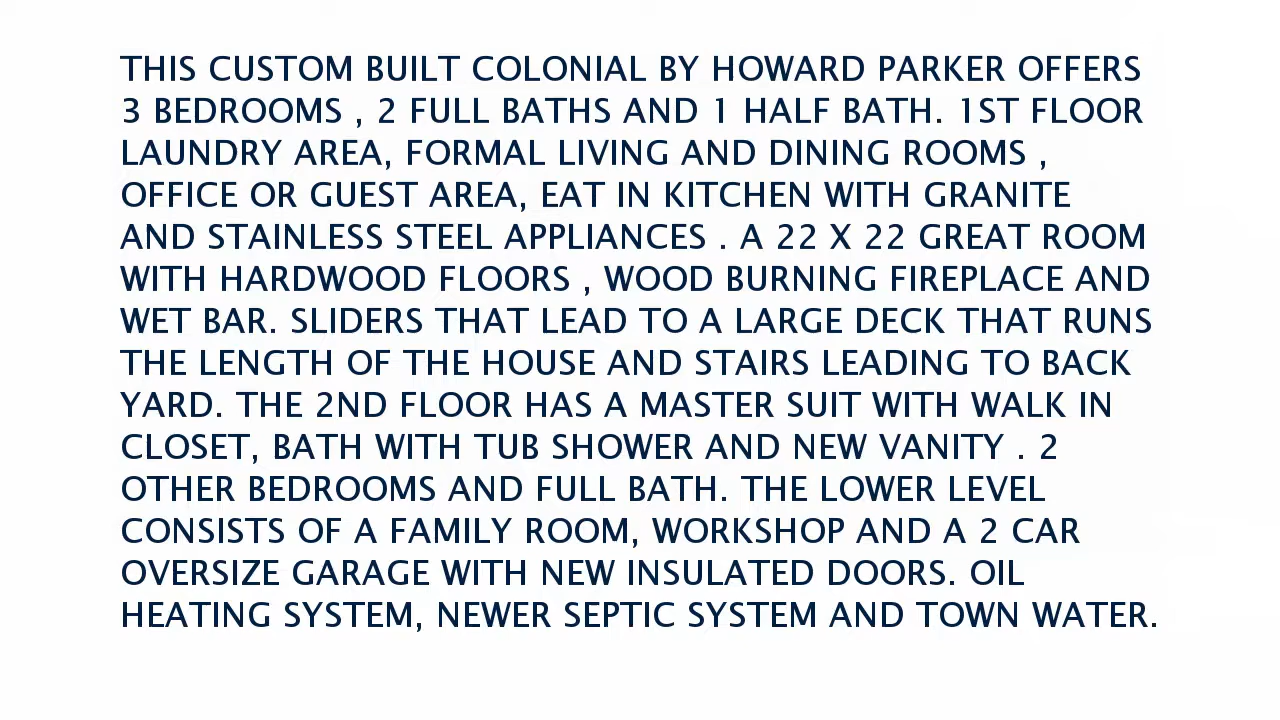 THIS CUSTOM BUILT COLONIAL BY HOWARD PARKER OFFERS
3 BEDROOMS , 2 FULL BATHS AND 1 HALF BATH. 1ST FLOOR
LAUNDRY AREA, FORMAL LIVING AND DINING ROOMS ,
OFFICE OR GUEST AREA, EAT IN KITCHEN WITH GRANITE
AND STAINLESS STEEL APPLIANCES . A 22 X 22 GREAT ROOM
WITH HARDWOOD FLOORS , WOOD BURNING FIREPLACE AND
WET BAR. SLIDERS THAT LEAD TO A LARGE DECK THAT RUNS
THE LENGTH OF THE HOUSE AND STAIRS LEADING TO BACK
YARD. THE 2ND FLOOR HAS A MASTER SUIT WITH WALK IN
CLOSET, BATH WITH TUB SHOWER AND NEW VANITY . 2
OTHER BEDROOMS AND FULL BATH. THE LOWER LEVEL
CONSISTS OF A FAMILY ROOM, WORKSHOP AND A 2 CAR
OVERSIZE GARAGE WITH NEW INSULATED DOORS. OIL
HEATING SYSTEM, NEWER SEPTIC SYSTEM AND TOWN WATER.